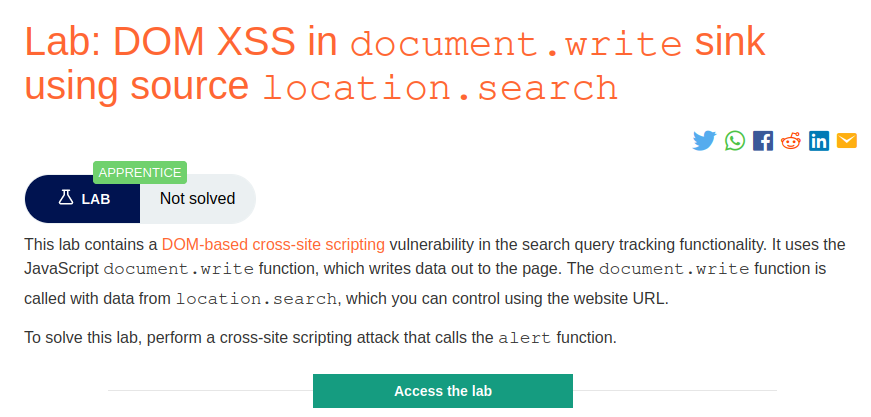 Lab: DOM XSS in document.write sink
using source location.search
APPRENTICE
LAB
Not solved
This lab contains a DOM-based cross-site scripting vulnerability in the search query tracking functionality. It uses the
JavaScript document.write function, which writes data out to the page. The document.write function is
called with data from location.search, which you can control using the website URL.
To solve this lab, perform a cross-site scripting attack that calls the alert function.
Access the lab